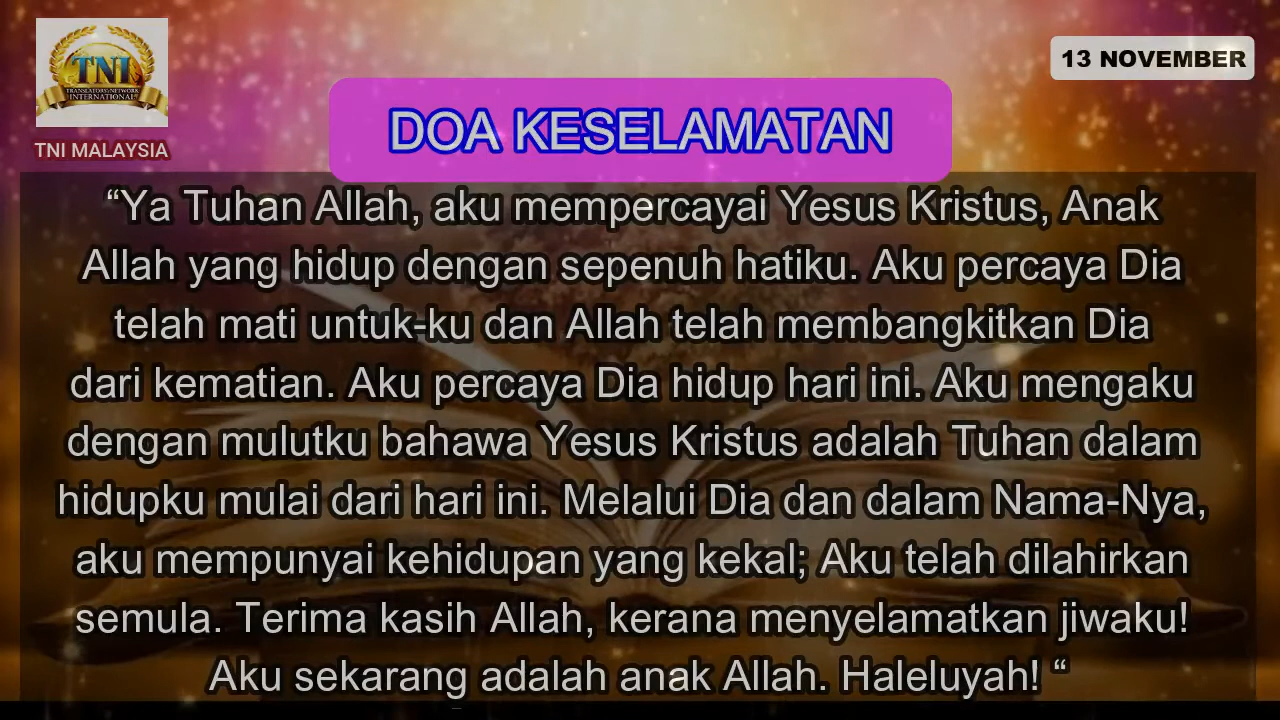 TNI
TRANSLATORS NETWORK
INTERNATIONAL
TNI MALAYSIA
13 NOVEMBER
DOA KESELAMATAN
“Ya Tuhan Allah, aku mempercayai Yesus Kristus, Anak
Allah yang hidup dengan sepenuh hatiku. Aku percaya Dia
telah mati untuk-ku dan Allah telah membangkitkan Dia
dari kematian. Aku percaya Dia hidup hari ini. Aku mengaku
dengan mulutku bahawa Yesus Kristus adalah Tuhan dalam
hidupku mulai dari hari ini. Melalui Dia dan dalam Nama-Nya,
aku mempunyai kehidupan yang kekal; Aku telah dilahirkan
semula. Terima kasih Allah, kerana menyelamatkan jiwaku!
Aku sekarang adalah anak Allah. Haleluyah! “